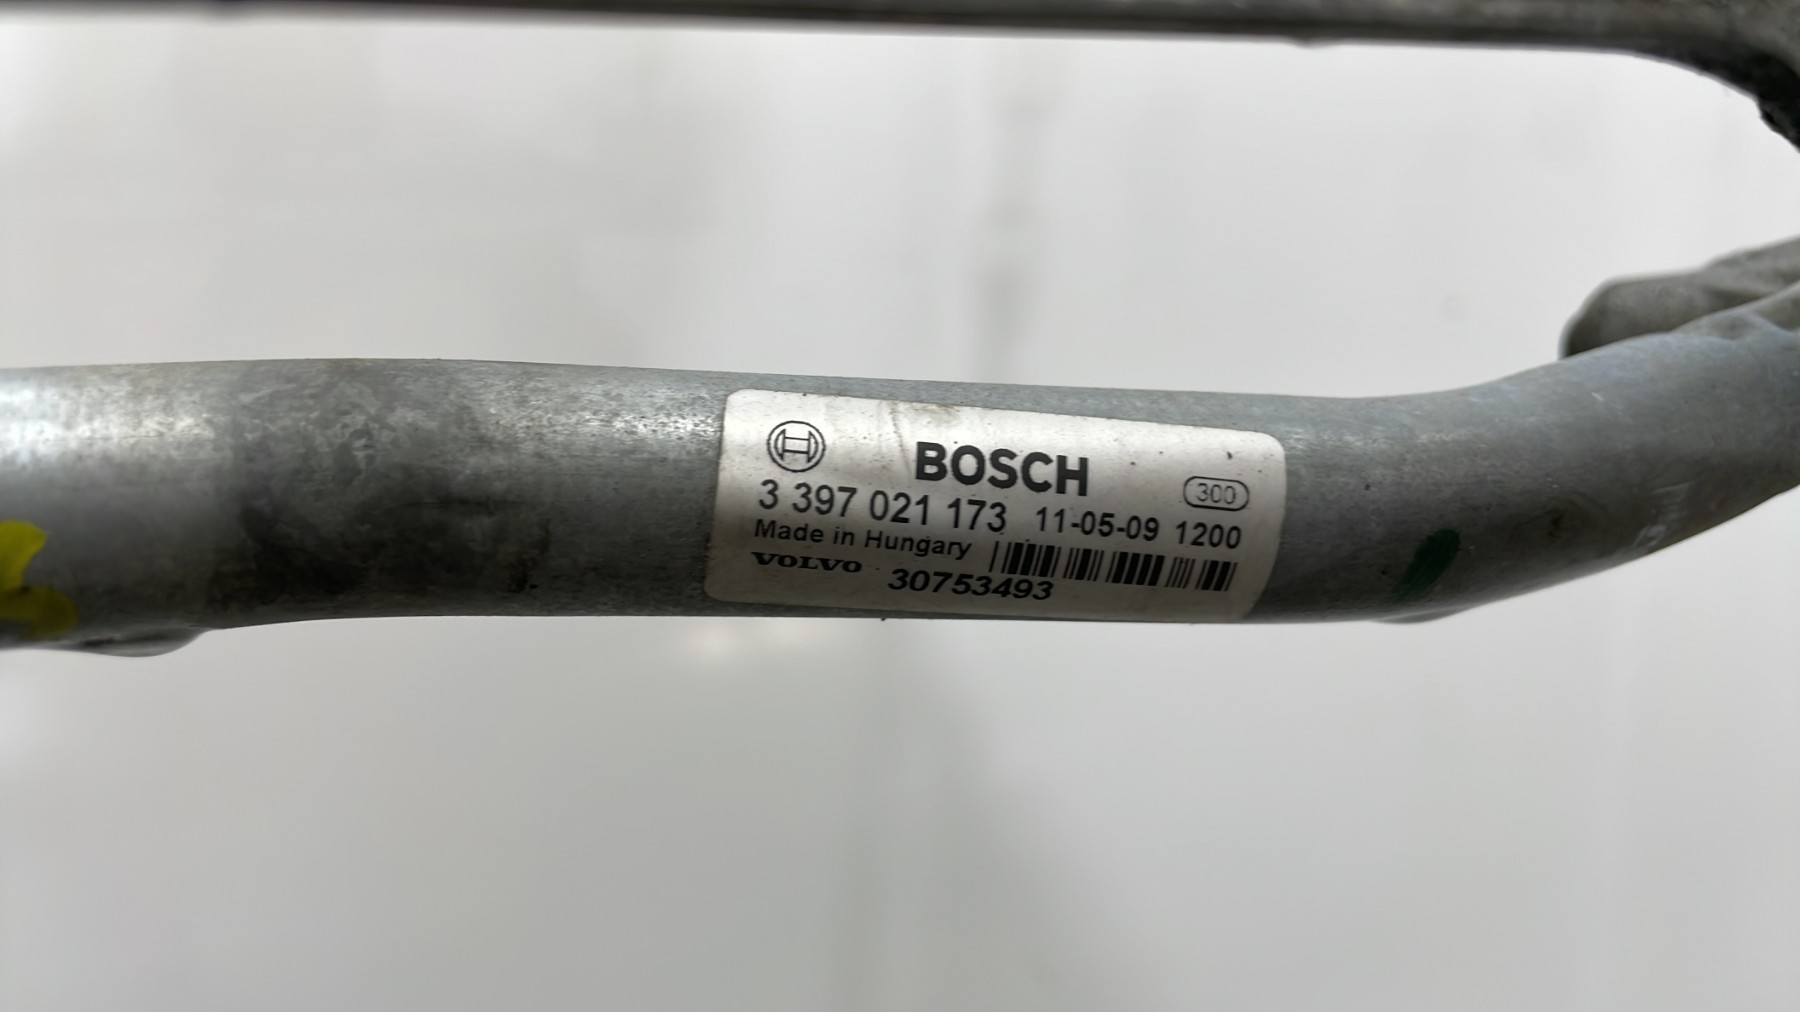 BOSCH
300
3 397 021 173 11-05-09 1200
Made in Hungary
VOLVO 30753493